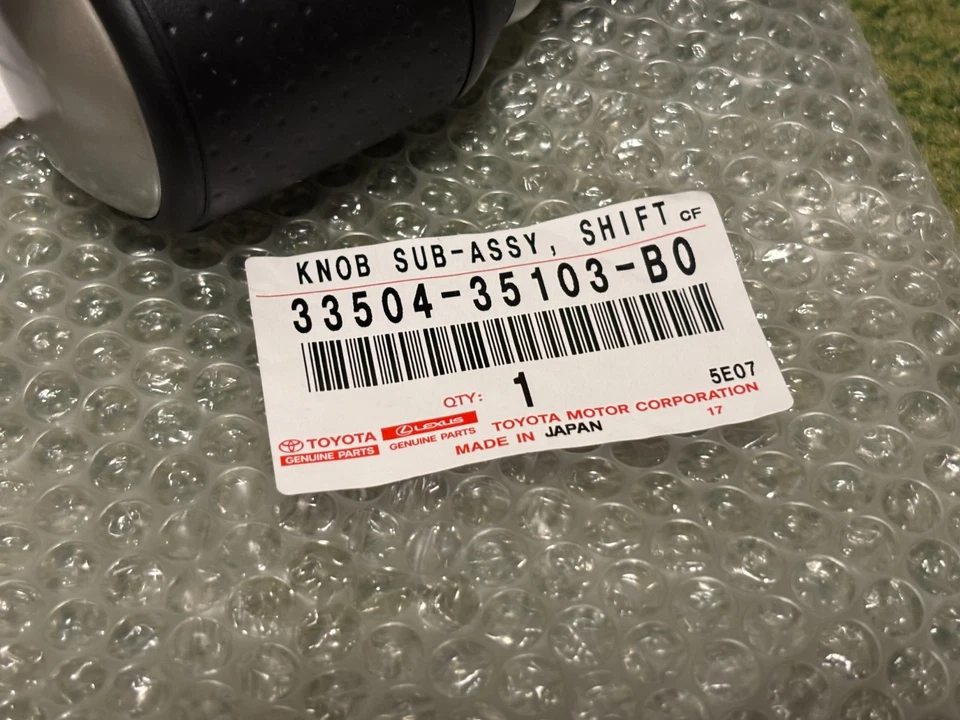 KNOB SUB-ASSY, SHIFT CF
33504-35103-B0
QTY: 1 5E07
TOYOTA LEXUS TOYOTA MOTOR CORPORATION
GENUINE PARTS GENUINE PARTS MADE IN JAPAN 17